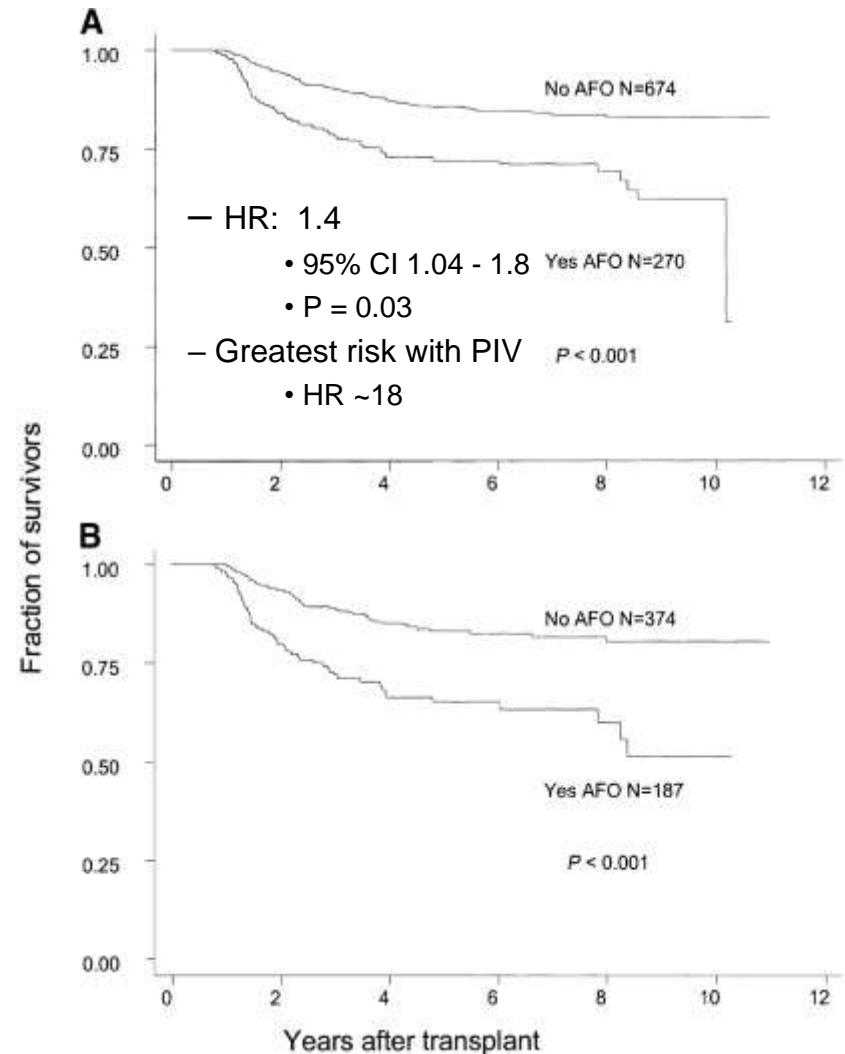 A
1.00
No AFO N=674
0.75
– HR: 1.4
0.50
• 95% CI 1.04 - 1.8
Yes AFO N=270
• P = 0.03
– Greatest risk with PIV
0.25
P < 0.001
• HR ~18
0.00
0 2 4 6 8 10 12
Fraction of survivors
B
1.00
No AFO N=374
0.75
0.50
Yes AFO N=187
0.25
P < 0.001
0.00
0 2 4 6 8 10 12
Years after transplant